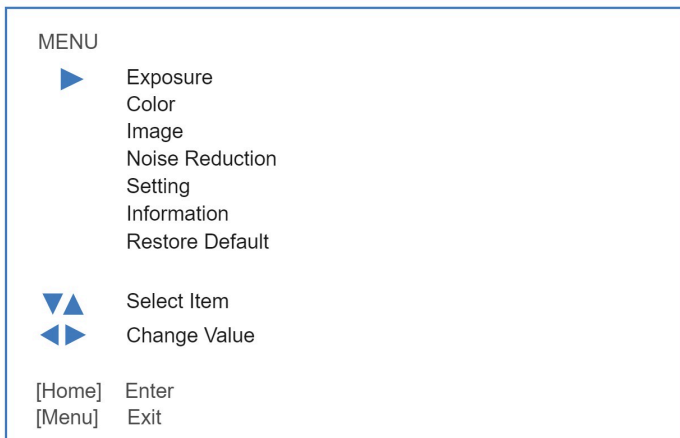 MENU
Exposure
Color
Image
Noise Reduction
Setting
Information
Restore Default
Select Item
Change Value
[Home] Enter
[Menu] Exit